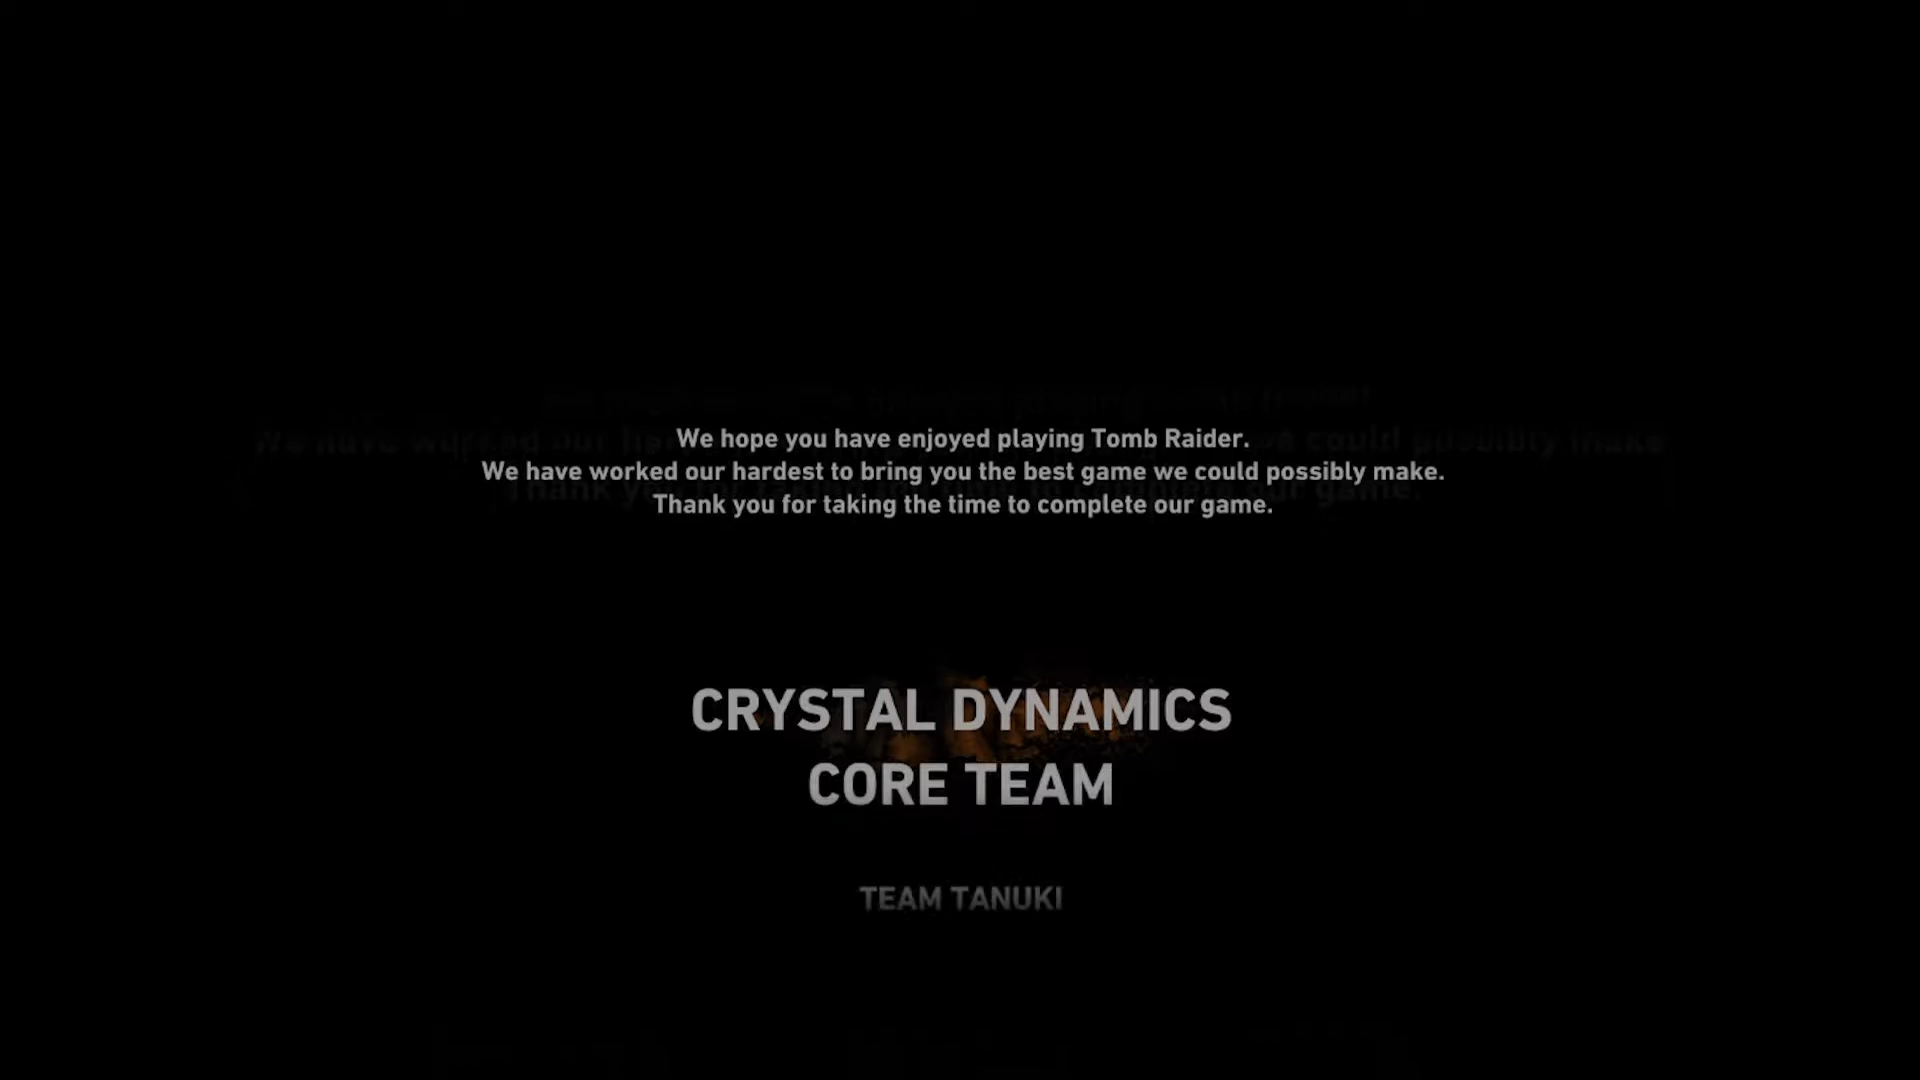 We hope you have enjoyed playing Tomb Raider.
We have worked our hardest to bring you the best game we could possibly make.
Thank you for taking the time to complete our game.
CRYSTAL DYNAMICS
CORE TEAM
TEAM TANUKI